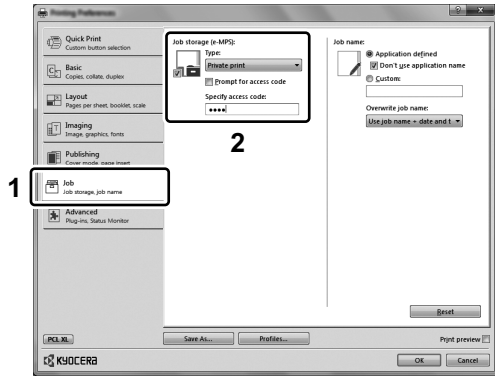 Printing Preferences
Quick Print
Custom button selection
Basic
Copies, collate, duplex
Layout
Pages per sheet, booklet, scale
Imaging
Image, graphics, fonts
Publishing
Cover mode, page insert
1
Job
Job storage, job name
Advanced
Plug-ins, Status Monitor
Job storage (e-MPS):
Type:
Private print
Prompt for access code
Specify access code:
••••
2
Job name:
Application defined
Don't use application name
Custom:
Overwrite job name:
Use job name + date and t
Reset
PCL XL
Save As...
Profiles...
Print preview
KYOCERA
OK
Cancel